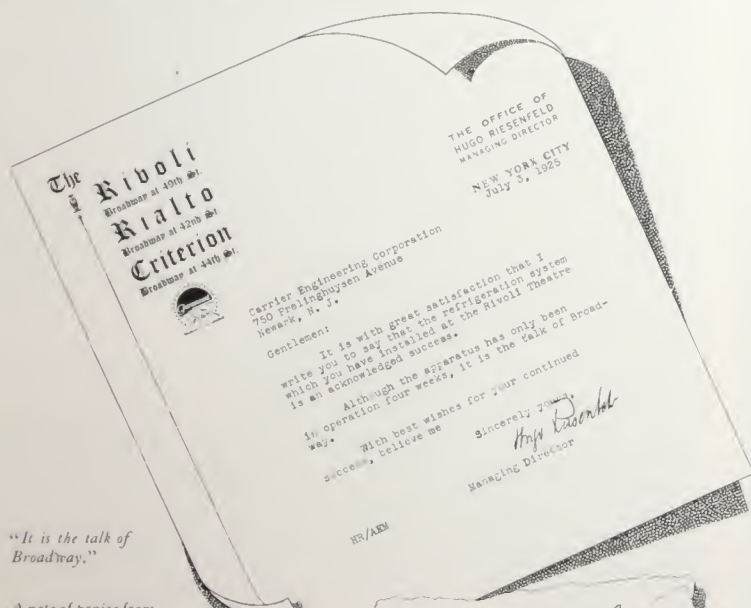 The
Rivoli
Broadway at 49th St.
Rialto
Broadway at 42nd St.
Criterion
Broadway at 44th St.
THE OFFICE OF
HUGO RIESENFELD
MANAGING DIRECTOR
NEW YORK CITY
July 3, 1925
Carrier Engineering Corporation
750 Frelinghuysen Avenue
Newark, N. J.
Gentlemen:
It is with great satisfaction that I
write you to say that the refrigeration system
which you have installed at the Rivoli Theatre
is an acknowledged success.
Although the apparatus has only been
in operation four weeks, it is the talk of Broad-
way.
With best wishes for your continued
success, believe me
Sincerely yours,
Hugo Riesenfeld
Managing Director
HR/AEM
"It is the talk of
Broadway."
A note of
from